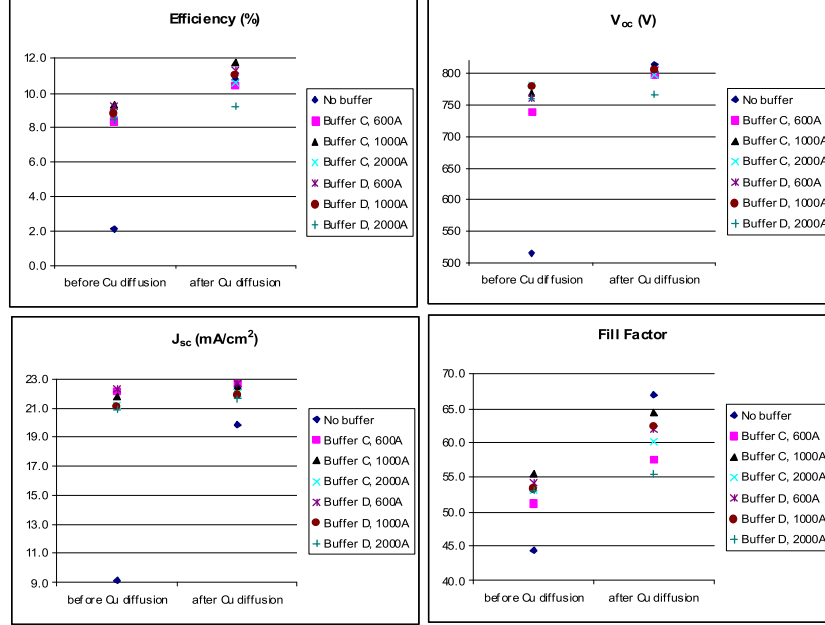 Efficiency (%)
12.0
10.0
8.0
6.0
4.0
2.0
0.0
before Cu diffusion
after Cu diffusion
No buffer
Buffer C, 600A
Buffer C, 1000A
Buffer C, 2000A
Buffer D, 600A
Buffer D, 1000A
Buffer D, 2000A
Voc (V)
800
750
700
650
600
550
500
before Cu diffusion
after Cu diffusion
No buffer
Buffer C, 600A
Buffer C, 1000A
Buffer C, 2000A
Buffer D, 600A
Buffer D, 1000A
Buffer D, 2000A
Jsc (mA/cm²)
23.0
21.0
19.0
17.0
15.0
13.0
11.0
9.0
before Cu diffusion
after Cu diffusion
No buffer
Buffer C, 600A
Buffer C, 1000A
Buffer C, 2000A
Buffer D, 600A
Buffer D, 1000A
Buffer D, 2000A
Fill Factor
70.0
65.0
60.0
55.0
50.0
45.0
40.0
before Cu diffusion
after Cu diffusion
No buffer
Buffer C, 600A
Buffer C, 1000A
Buffer C, 2000A
Buffer D, 600A
Buffer D, 1000A
Buffer D, 2000A